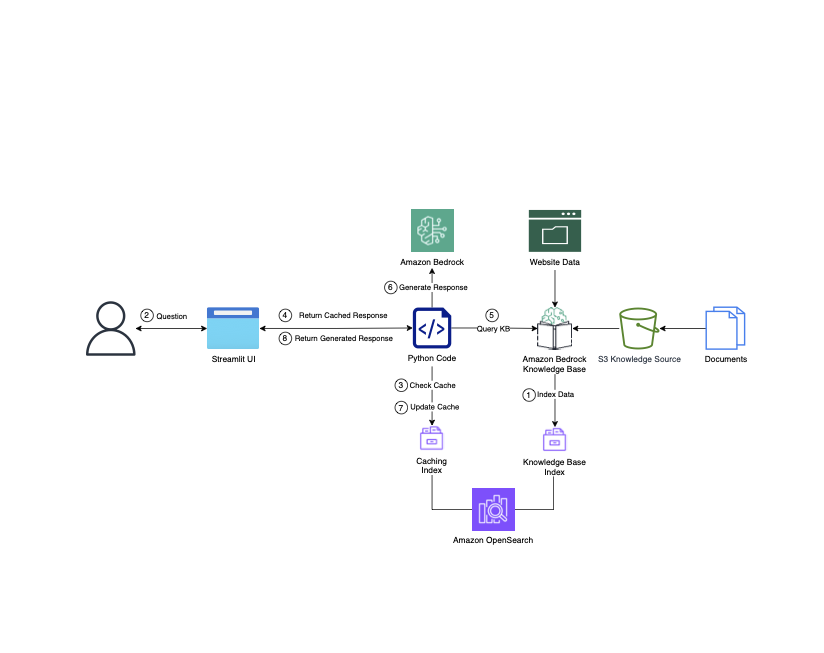 Amazon Bedrock
Website Data
6 Generate Response
2 Question
4 Return Cached Response
8 Return Generated Response
5
Query KB
</>
Streamlit UI
Python Code
Amazon Bedrock
Knowledge Base
S3 Knowledge Source
Documents
3 Check Cache
7 Update Cache
1 Index Data
Caching
Index
Knowledge Base
Index
Amazon OpenSearch